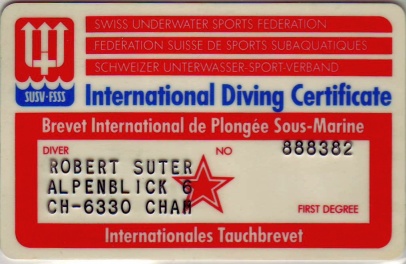 SWISS UNDERWATER SPORTS FEDERATION
FEDERATION SUISSE DE SPORTS SUBAQUATIQUES
SCHWEIZER UNTERWASSER-SPORT-VERBAND
SUSV·FSSS
International Diving Certificate
Brevet International de Plongée Sous-Marine
DIVER NO 888382
ROBERT SUTER
ALPENBLICK 6
CH-6330 CHAM
FIRST DEGREE
Internationales Tauchbrevet